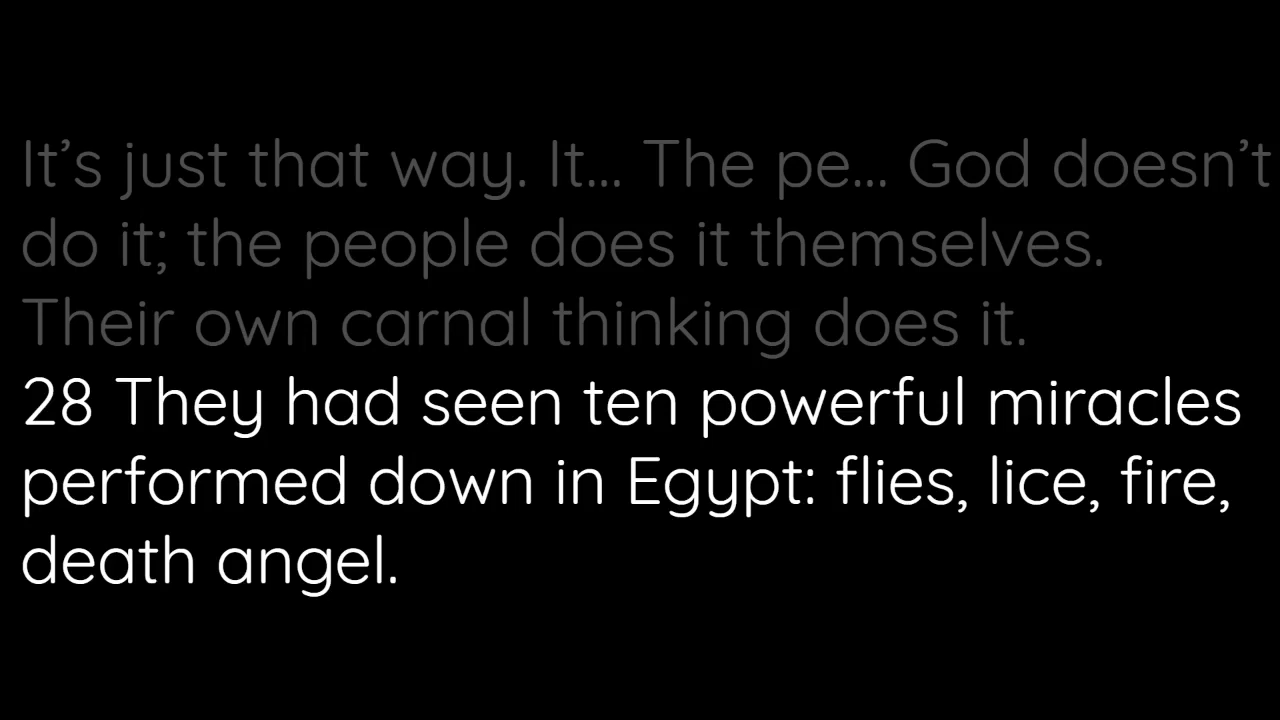 It’s just that way. It... The pe... God doesn’t
do it; the people does it themselves.
Their own carnal thinking does it.
28 They had seen ten powerful miracles
performed down in Egypt: flies, lice, fire,
death angel.